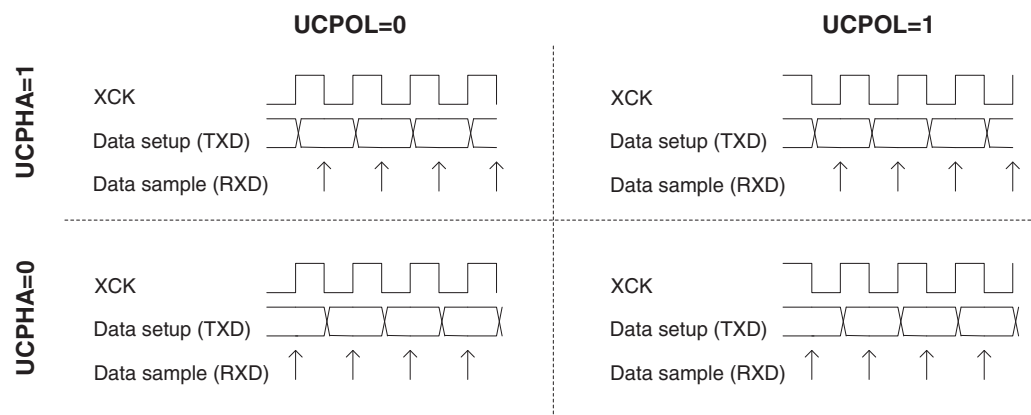 UCPOL=0
UCPOL=1
UCPHA=1
XCK
Data setup (TXD)
Data sample (RXD)
XCK
Data setup (TXD)
Data sample (RXD)
UCPHA=0
XCK
Data setup (TXD)
Data sample (RXD)
XCK
Data setup (TXD)
Data sample (RXD)